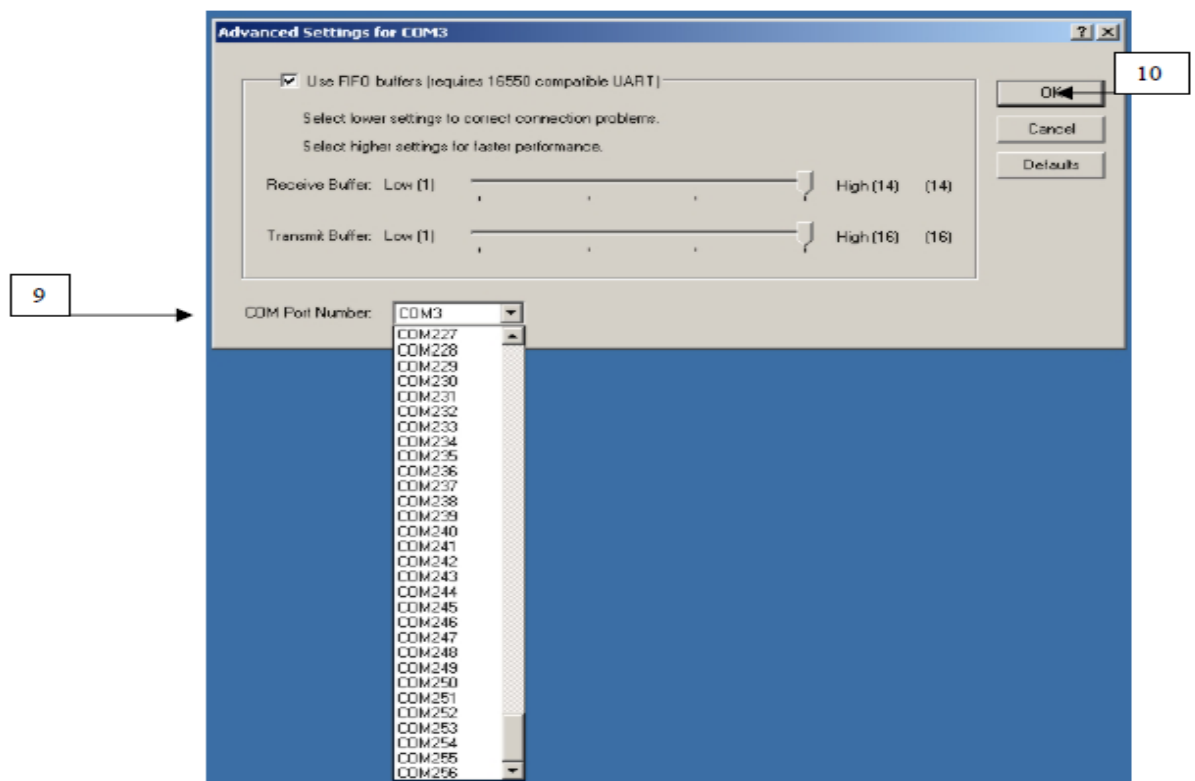 Advanced Settings for COM3
10
Use FIFO buffers (requires 16550 compatible UART)
OK
Select lower settings to correct connection problems.
Cancel
Select higher settings for faster performance.
Defaults
Receive Buffer: Low (1) High (14) (14)
Transmit Buffer: Low (1) High (16) (16)
9
COM Port Number: COM3
COM227
COM228
COM229
COM230
COM231
COM232
COM233
COM234
COM235
COM236
COM237
COM238
COM239
COM240
COM241
COM242
COM243
COM244
COM245
COM246
COM247
COM248
COM249
COM250
COM251
COM252
COM253
COM254
COM255
COM256